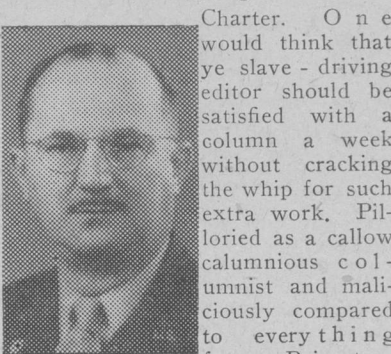 Charter. One
would think that
ye slave-driving
editor should be
satisfied with a
column a week
without cracking
the whip for such
extra work. Pil-
loried as a callow
calumnious col-
umnist and mali-
ciously compared
to everything